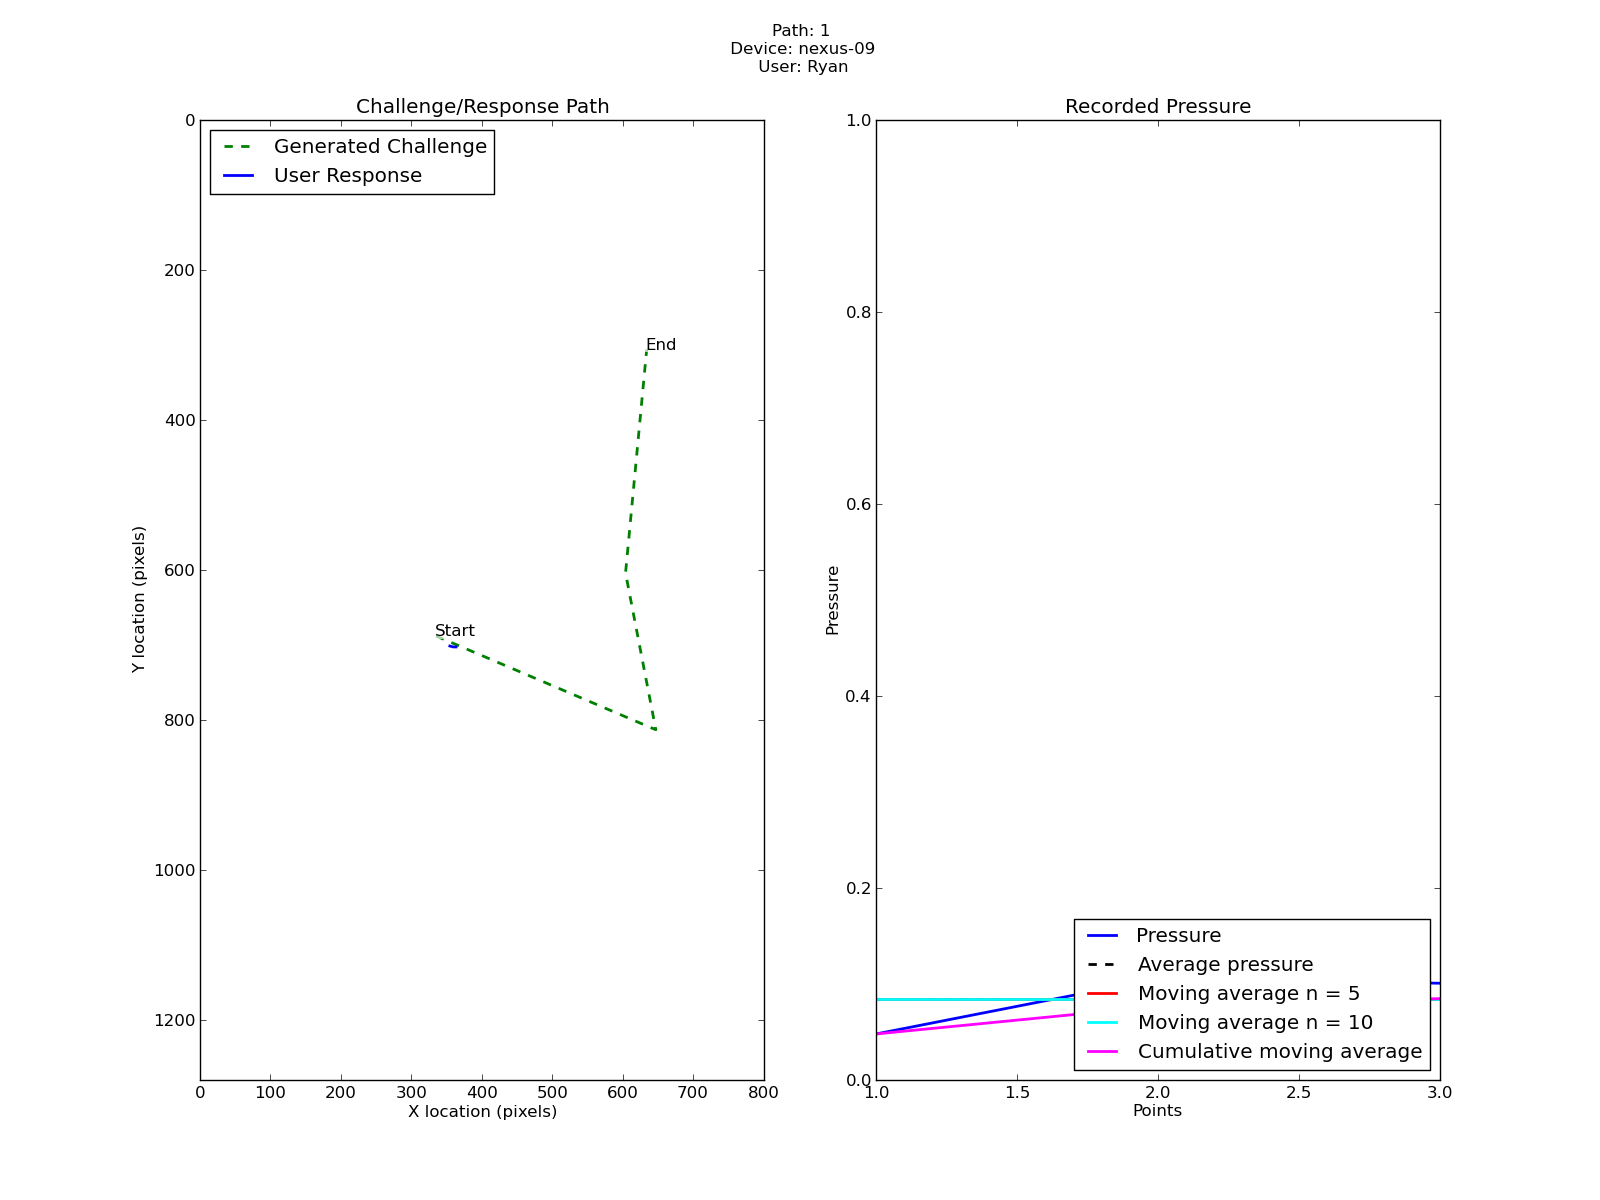 Path: 1
Device: nexus-09
User: Ryan
Challenge/Response Path
Generated Challenge
User Response
0
200
400
600
800
1000
1200
Y location (pixels)
End
Start
0 100 200 300 400 500 600 700 800
X location (pixels)
Recorded Pressure
1.0
0.8
0.6
0.4
0.2
0.0
Pressure
Pressure
Average pressure
Moving average n = 5
Moving average n = 10
Cumulative moving average
1.0 1.5 2.0 2.5 3.0
Points